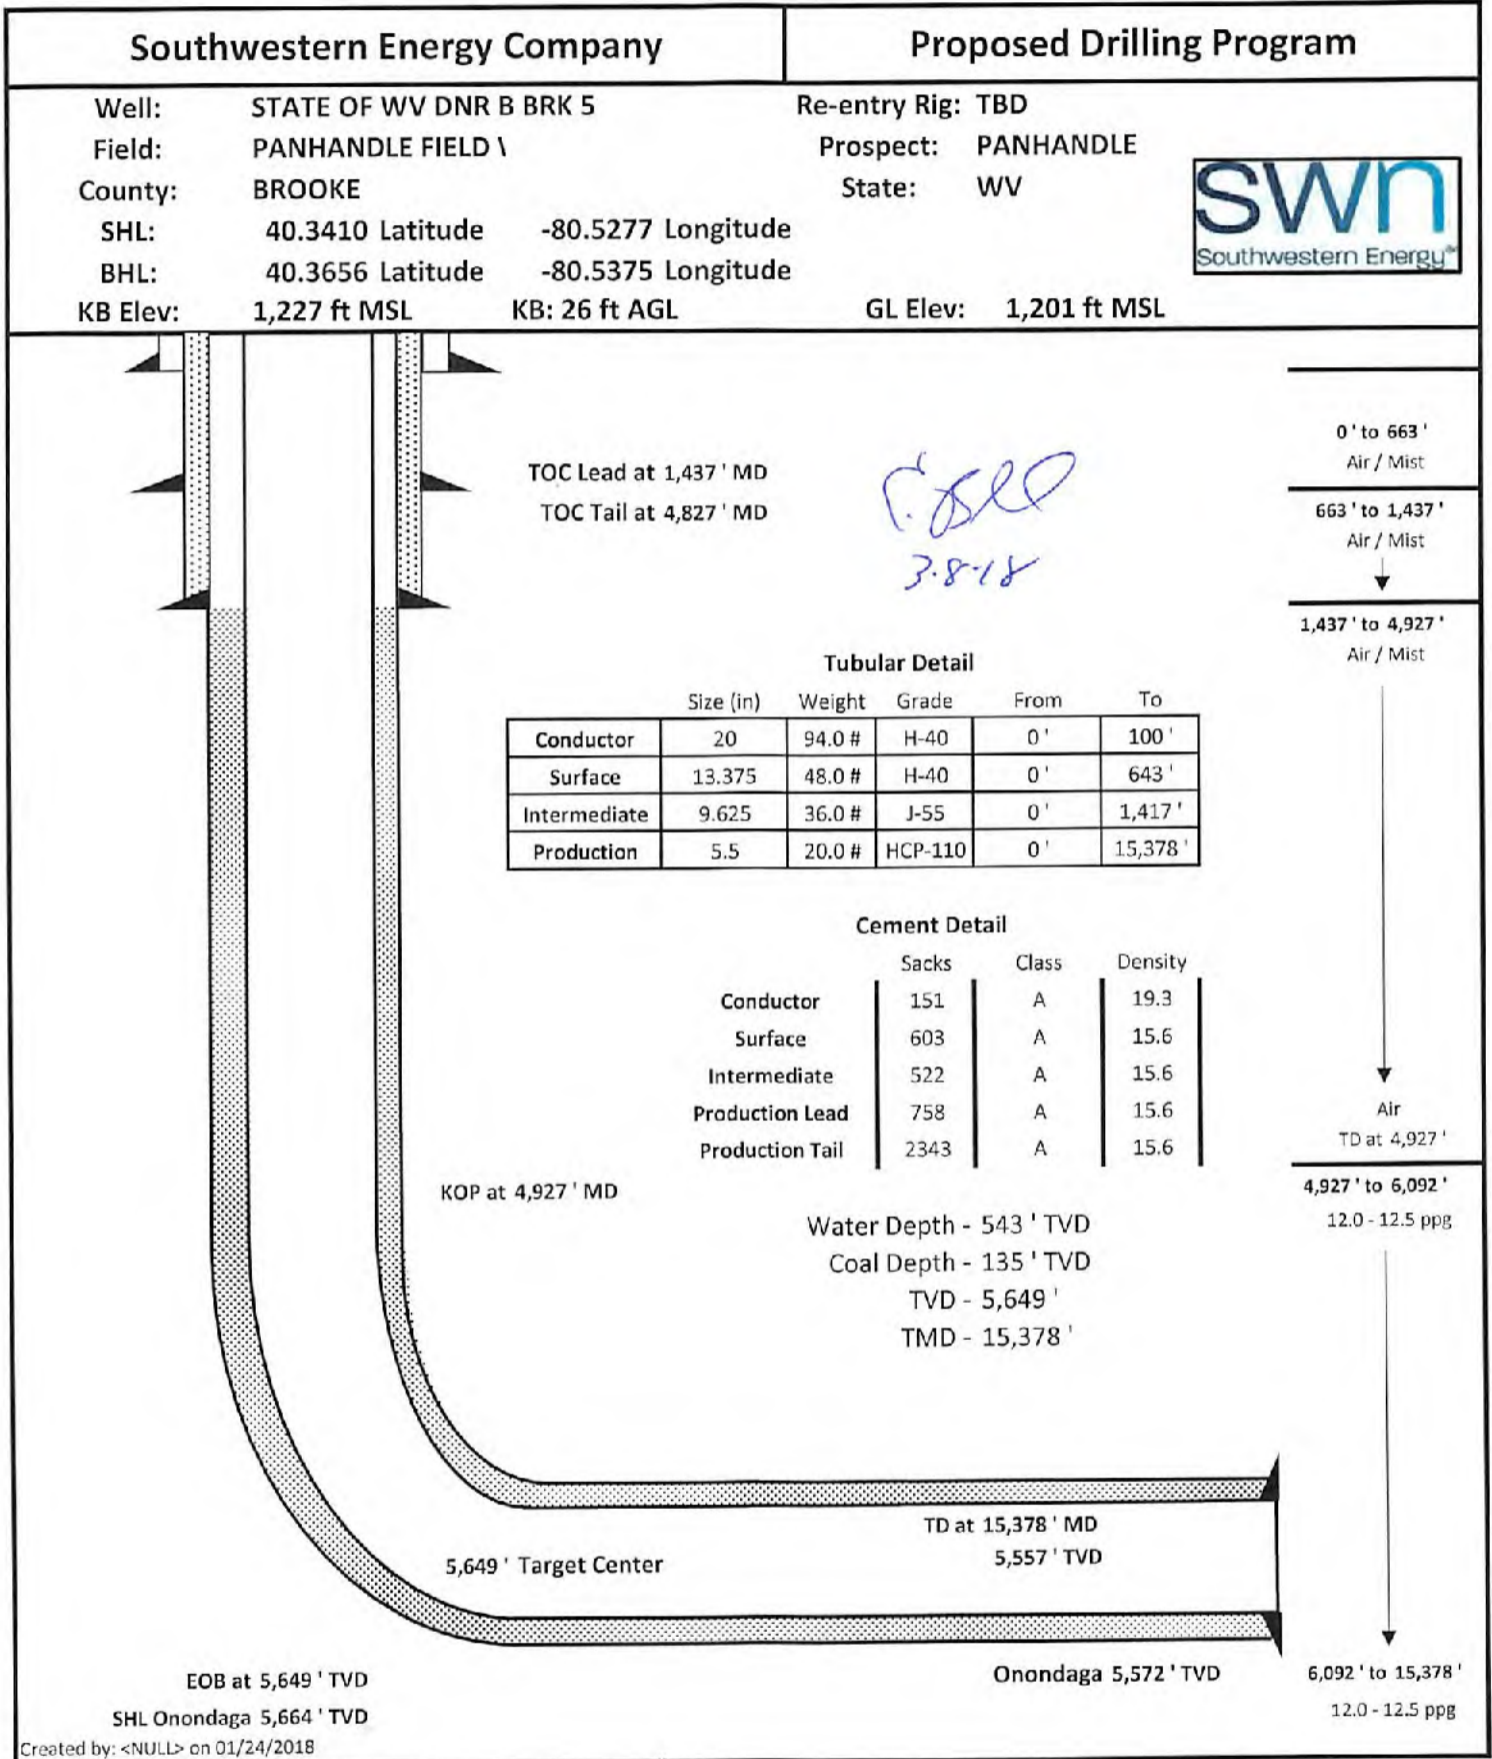 Southwestern Energy Company
Proposed Drilling Program
Well: STATE OF WV DNR B BRK 5 Re-entry Rig: TBD
Field: PANHANDLE FIELD \ Prospect: PANHANDLE
County: BROOKE State: WV
SHL: 40.3410 Latitude -80.5277 Longitude
BHL: 40.3656 Latitude -80.5375 Longitude
KB Elev: 1,227 ft MSL KB: 26 ft AGL GL Elev: 1,201 ft MSL
swn
Southwestern Energy
0 ' to 663 '
Air / Mist
TOC Lead at 1,437 ' MD
TOC Tail at 4,827 ' MD
3-8-18
663 ' to 1,437 '
Air / Mist
1,437 ' to 4,927 '
Air / Mist
Tubular Detail
Size (in) Weight Grade From To
Conductor 20 94.0 # H-40 0 ' 100 '
Surface 13.375 48.0 # H-40 0 ' 643 '
Intermediate 9.625 36.0 # J-55 0 ' 1,417 '
Production 5.5 20.0 # HCP-110 0 ' 15,378 '
Cement Detail
Sacks Class Density
Conductor 151 A 19.3
Surface 603 A 15.6
Intermediate 522 A 15.6
Production Lead 758 A 15.6
Production Tail 2343 A 15.6
Air
TD at 4,927 '
KOP at 4,927 ' MD
4,927 ' to 6,092 '
12.0 - 12.5 ppg
Water Depth - 543 ' TVD
Coal Depth - 135 ' TVD
TVD - 5,649 '
TMD - 15,378 '
TD at 15,378 ' MD
5,557 ' TVD
5,649 ' Target Center
EOB at 5,649 ' TVD
Onondaga 5,572 ' TVD
6,092 ' to 15,378 '
12.0 - 12.5 ppg
SHL Onondaga 5,664 ' TVD
Created by: <NULL> on 01/24/2018